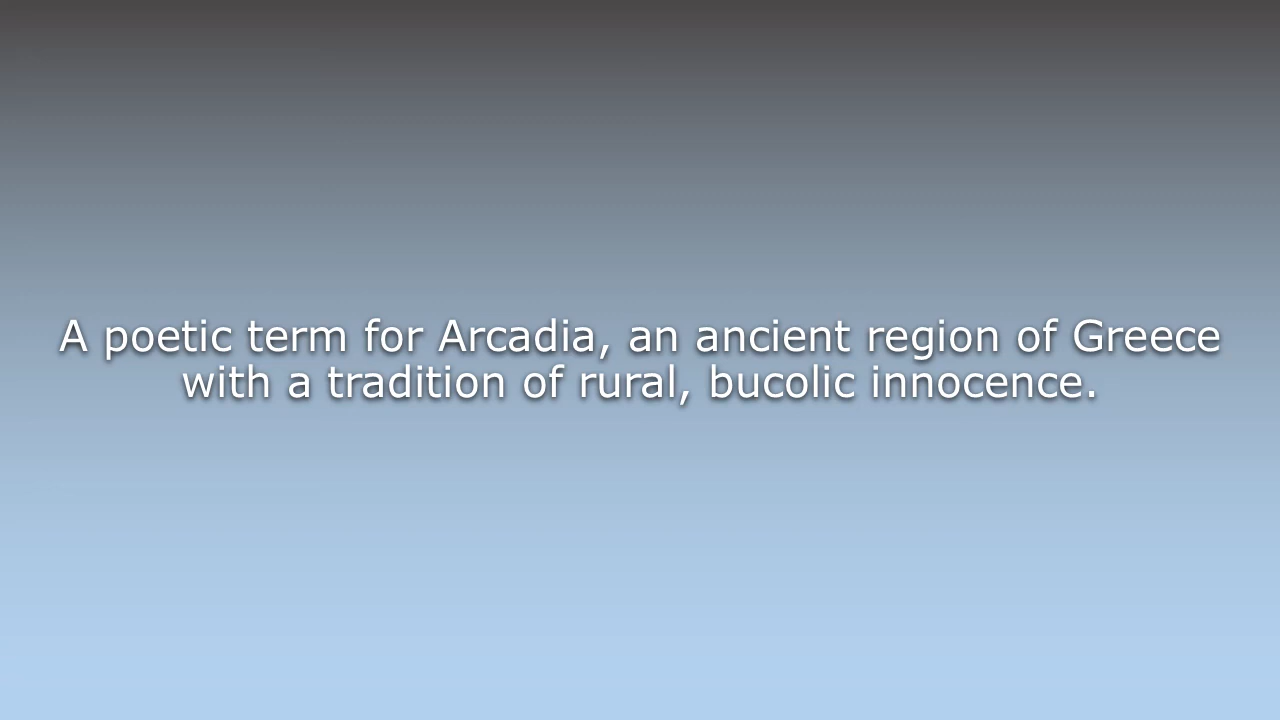 A poetic term for Arcadia, an ancient region of Greece
with a tradition of rural, bucolic innocence.